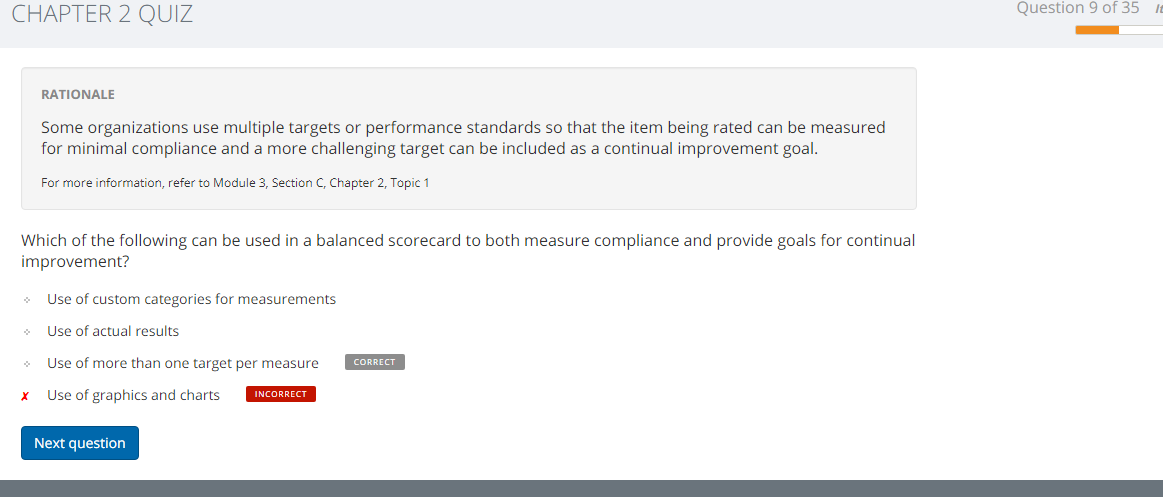 CHAPTER 2 QUIZ
Question 9 of 35
RATIONALE
Some organizations use multiple targets or performance standards so that the item being rated can be measured
for minimal compliance and a more challenging target can be included as a continual improvement goal.
For more information, refer to Module 3, Section C, Chapter 2, Topic 1
Which of the following can be used in a balanced scorecard to both measure compliance and provide goals for continual
improvement?
Use of custom categories for measurements
Use of actual results
Use of more than one target per measure CORRECT
✗ Use of graphics and charts INCORRECT
Next question